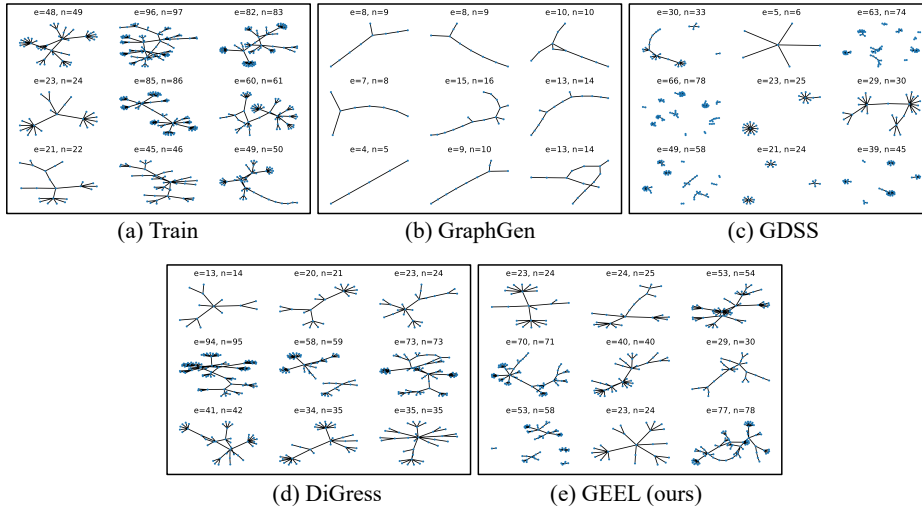 e=48, n=49 e=96, n=97 e=82, n=83
e=23, n=24 e=85, n=86 e=60, n=61
e=21, n=22 e=45, n=46 e=49, n=50
(a) Train
e=8, n=9 e=8, n=9 e=10, n=10
e=7, n=8 e=15, n=16 e=13, n=14
e=4, n=5 e=9, n=10 e=13, n=14
(b) GraphGen
e=30, n=33 e=5, n=6 e=63, n=74
e=66, n=78 e=23, n=25 e=29, n=30
e=49, n=58 e=21, n=24 e=39, n=45
(c) GDSS
e=13, n=14 e=20, n=21 e=23, n=24
e=94, n=95 e=58, n=59 e=73, n=73
e=41, n=42 e=34, n=35 e=35, n=35
(d) DiGress
e=23, n=24 e=24, n=25 e=53, n=54
e=70, n=71 e=40, n=40 e=29, n=30
e=53, n=58 e=23, n=24 e=77, n=78
(e) GEEL (ours)